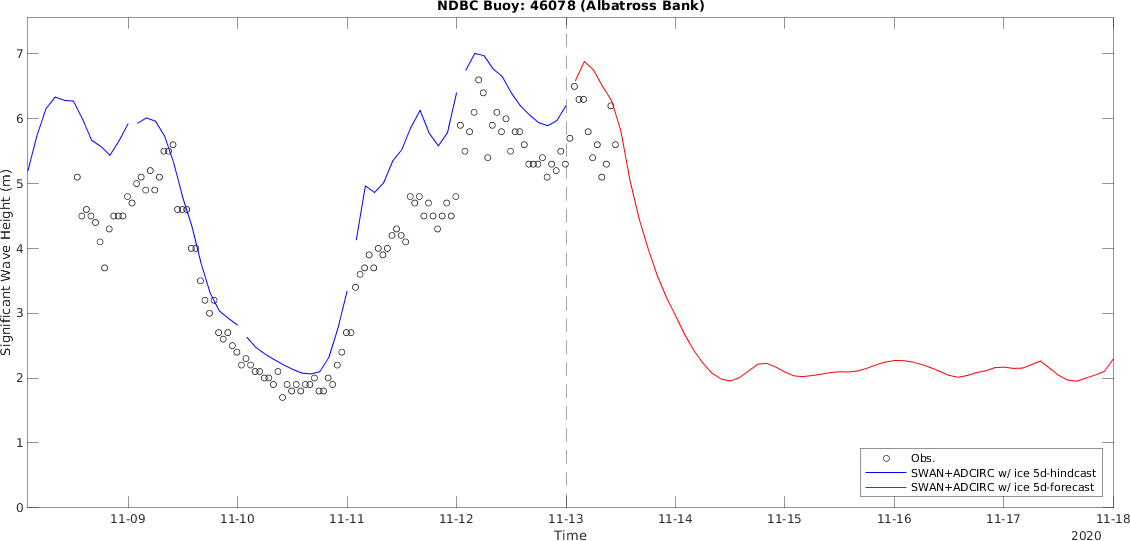 NDBC Buoy: 46078 (Albatross Bank)
Significant Wave Height (m)
7
6
5
4
3
2
1
0
Obs.
SWAN+ADCIRC w/ ice 5d-hindcast
SWAN+ADCIRC w/ ice 5d-forecast
11-09 11-10 11-11 11-12 11-13 11-14 11-15 11-16 11-17 11-18
Time
2020